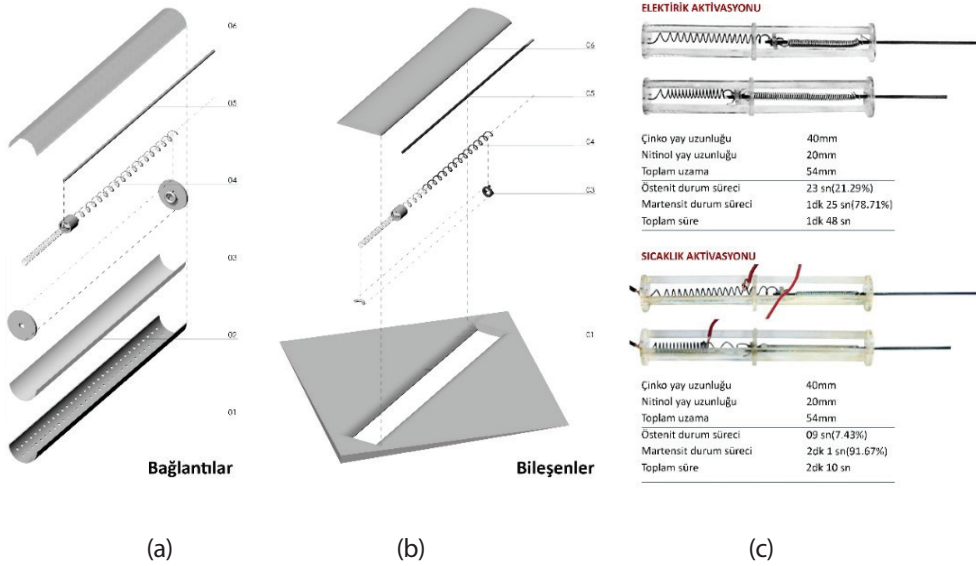 06
05
04
03
02
01
Bağlantılar
06
05
04
03
01
Bileşenler
ELEKTİRİK AKTİVASYONU
Çinko yay uzunluğu 40mm
Nitinol yay uzunluğu 20mm
Toplam uzama 54mm
Östenit durum süreci 23 sn(21.29%)
Martensit durum süreci 1dk 25 sn(78.71%)
Toplam süre 1dk 48 sn
SICAKLIK AKTİVASYONU
Çinko yay uzunluğu 40mm
Nitinol yay uzunluğu 20mm
Toplam uzama 54mm
Östenit durum süreci 09 sn(7.43%)
Martensit durum süreci 2dk 1 sn(91.67%)
Toplam süre 2dk 10 sn
(a) (b) (c)